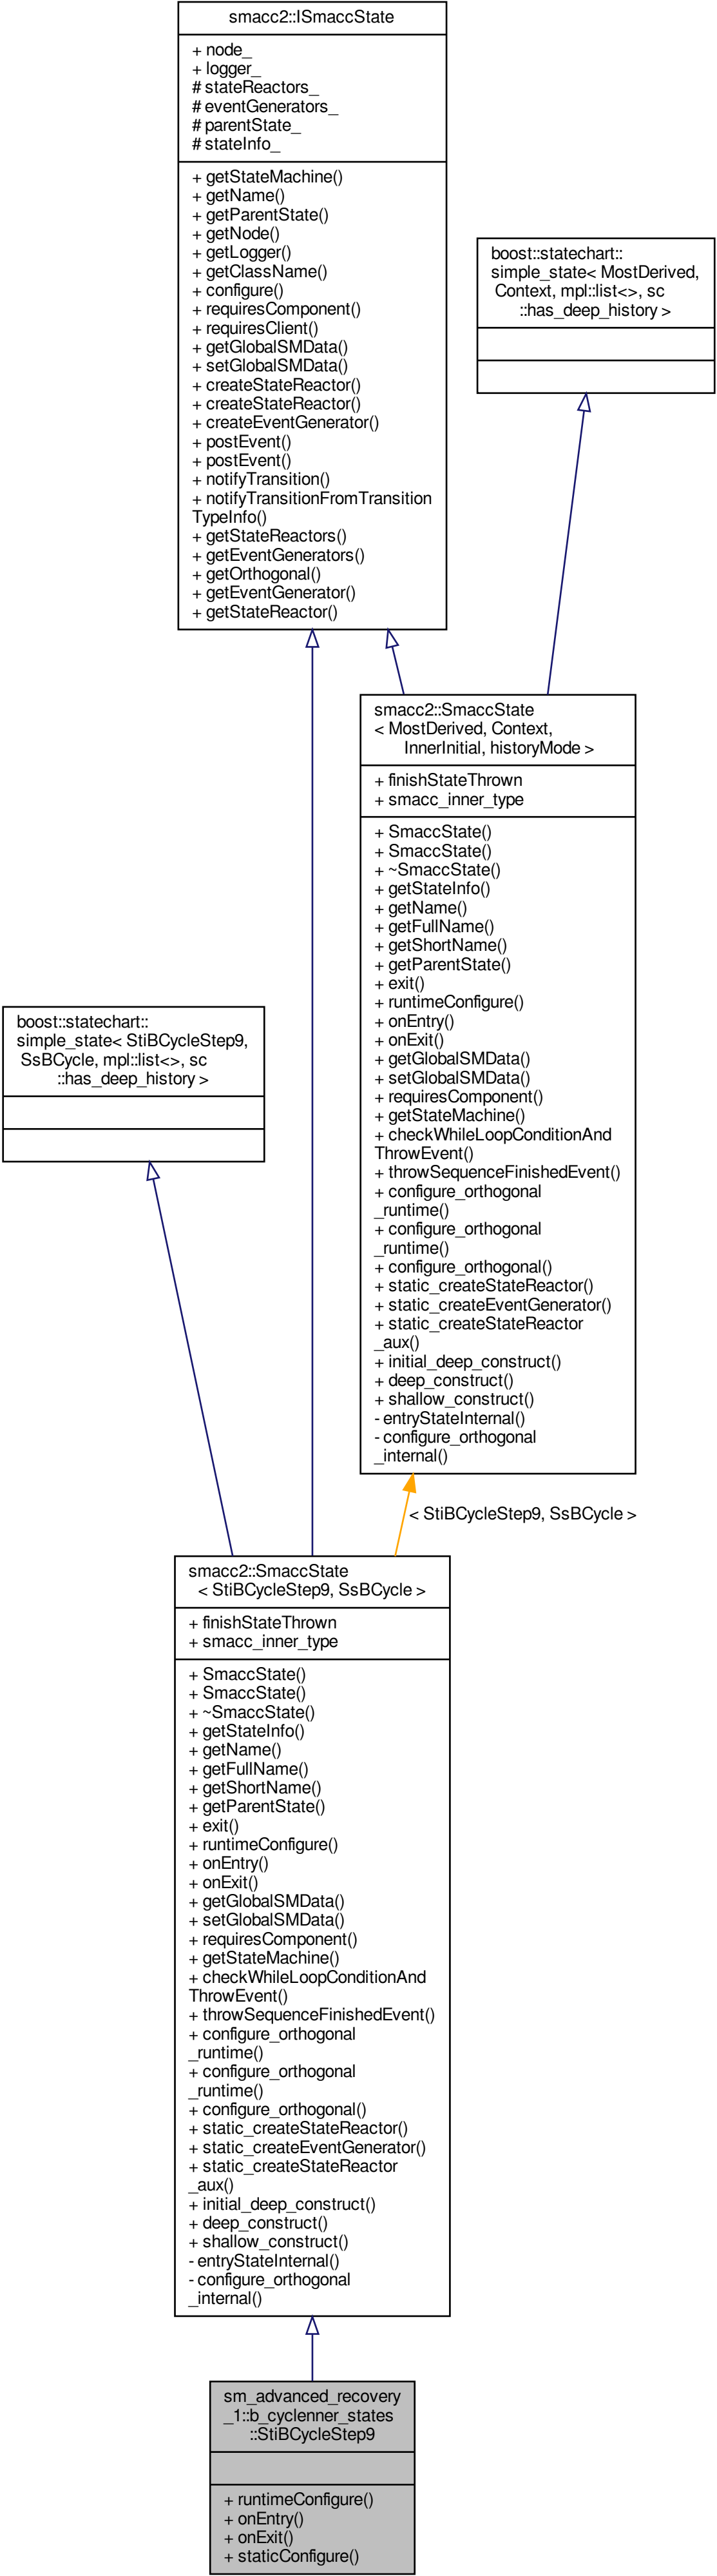 smacc2::ISmaccState
+ node_
+ logger_
# stateReactors_
# eventGenerators_
# parentState_
# stateInfo_
+ getStateMachine()
+ getName()
+ getParentState()
+ getNode()
+ getLogger()
+ getClassName()
+ configure()
+ requiresComponent()
+ requiresClient()
+ getGlobalSMData()
+ setGlobalSMData()
+ createStateReactor()
+ createStateReactor()
+ createEventGenerator()
+ postEvent()
+ postEvent()
+ notifyTransition()
+ notifyTransitionFromTransition
TypeInfo()
+ getStateReactors()
+ getEventGenerators()
+ getOrthogonal()
+ getEventGenerator()
+ getStateReactor()
boost::statechart::
simple_state< MostDerived,
Context, mpl::list<>, sc
::has_deep_history >
smacc2::SmaccState
< MostDerived, Context,
InnerInitial, historyMode >
+ finishStateThrown
+ smacc_inner_type
+ SmaccState()
+ SmaccState()
+ ~SmaccState()
+ getStateInfo()
+ getName()
+ getFullName()
+ getShortName()
+ getParentState()
+ exit()
+ runtimeConfigure()
+ onEntry()
+ onExit()
+ getGlobalSMData()
+ setGlobalSMData()
+ requiresComponent()
+ getStateMachine()
+ checkWhileLoopConditionAnd
ThrowEvent()
+ throwSequenceFinishedEvent()
+ configure_orthogonal
_runtime()
+ configure_orthogonal
_runtime()
+ configure_orthogonal()
+ static_createStateReactor()
+ static_createEventGenerator()
+ static_createStateReactor
_aux()
+ initial_deep_construct()
+ deep_construct()
+ shallow_construct()
- entryStateInternal()
- configure_orthogonal
_internal()
boost::statechart::
simple_state< StiBCycleStep9,
SsBCycle, mpl::list<>, sc
::has_deep_history >
< StiBCycleStep9, SsBCycle >
smacc2::SmaccState
< StiBCycleStep9, SsBCycle >
+ finishStateThrown
+ smacc_inner_type
+ SmaccState()
+ SmaccState()
+ ~SmaccState()
+ getStateInfo()
+ getName()
+ getFullName()
+ getShortName()
+ getParentState()
+ exit()
+ runtimeConfigure()
+ onEntry()
+ onExit()
+ getGlobalSMData()
+ setGlobalSMData()
+ requiresComponent()
+ getStateMachine()
+ checkWhileLoopConditionAnd
ThrowEvent()
+ throwSequenceFinishedEvent()
+ configure_orthogonal
_runtime()
+ configure_orthogonal
_runtime()
+ configure_orthogonal()
+ static_createStateReactor()
+ static_createEventGenerator()
+ static_createStateReactor
_aux()
+ initial_deep_construct()
+ deep_construct()
+ shallow_construct()
- entryStateInternal()
- configure_orthogonal
_internal()
sm_advanced_recovery
_1::b_cyclenner_states
::StiBCycleStep9
+ runtimeConfigure()
+ onEntry()
+ onExit()
+ staticConfigure()